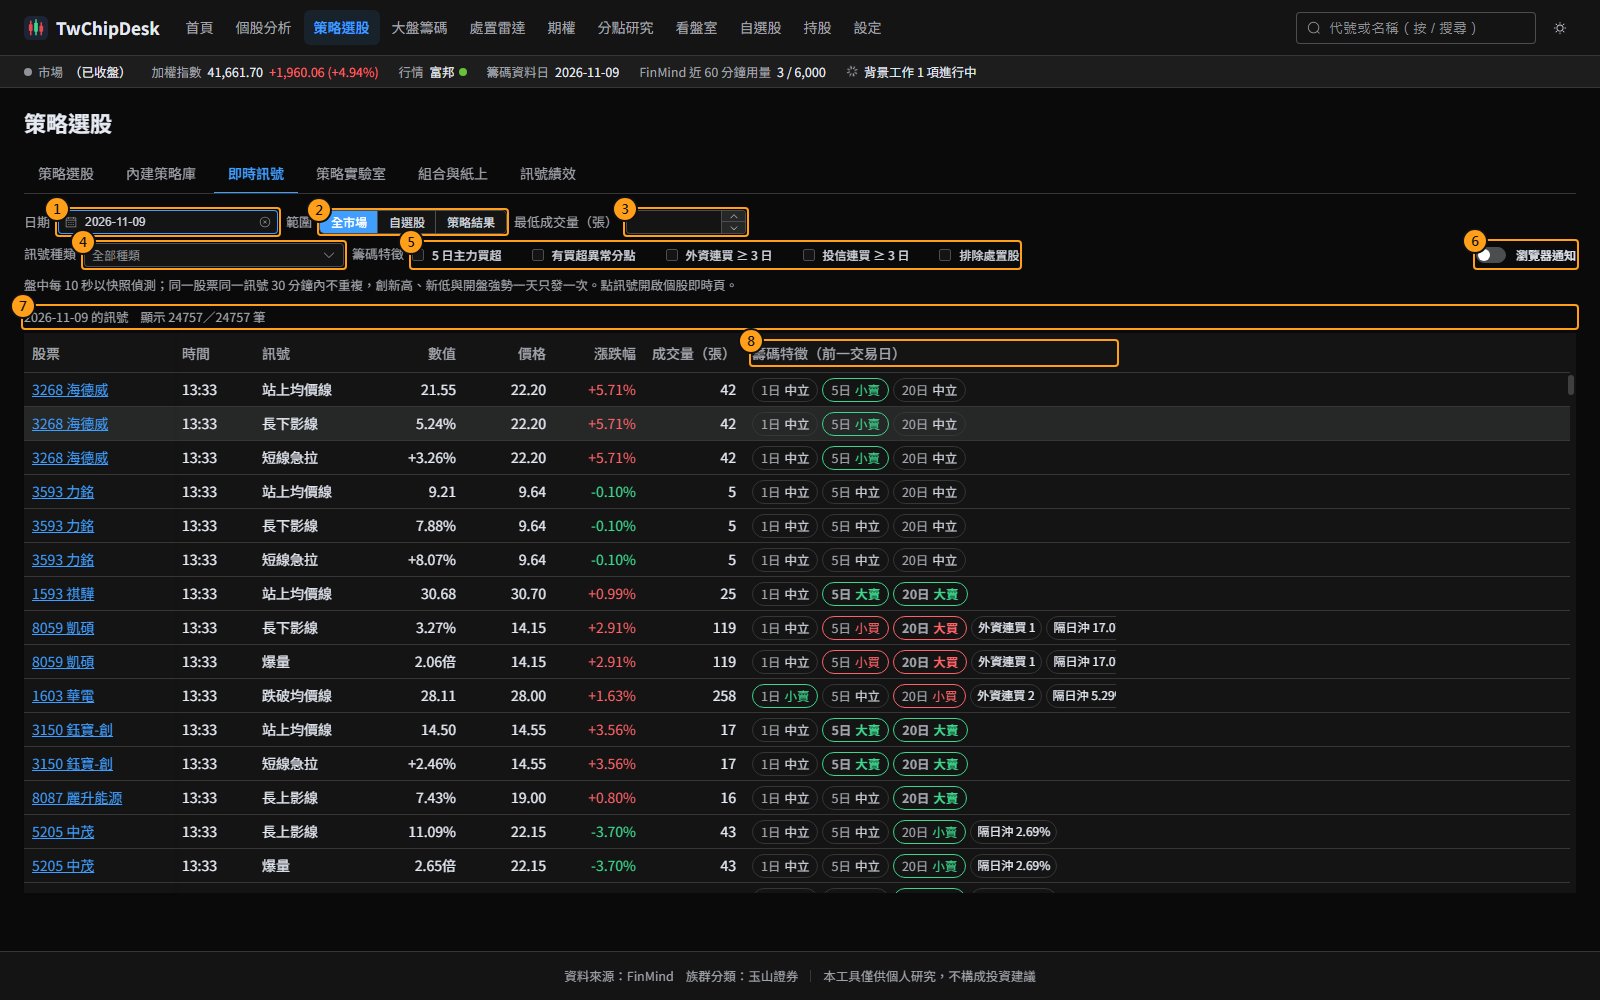 TwChipDesk 首頁 個股分析 策略選股 大盤籌碼 處置雷達 期權 分點研究 看盤室 自選股 持股 設定 代號或名稱（按 / 搜尋）
市場 （已收盤） 加權指數 41,661.70 +1,960.06 (+4.94%) 行情 富邦 籌碼資料日 2026-11-09 FinMind 近 60 分鐘用量 3 / 6,000 背景工作 1 項進行中
策略選股
策略選股 內建策略庫 即時訊號 策略實驗室 組合與紙上 訊號績效
日期 1 2026-11-09 範圍 2 全市場 自選股 策略結果 最低成交量（張） 3
訊號種類 4 全部種類 籌碼特徵 5 5 日主力買超 有買超異常分點 外資連買 ≥ 3 日 投信連買 ≥ 3 日 排除處置股 6 瀏覽器通知
盤中每 10 秒以快照偵測；同一股票同一訊號 30 分鐘內不重複，創新高、新低與開盤強勢一天只發一次。點訊號開啟個股即時頁。
7 2026-11-09 的訊號 顯示 24757／24757 筆
股票 時間 訊號 數值 價格 漲跌幅 成交量（張） 8 籌碼特徵（前一交易日）
3268 海德威 13:33 站上均價線 21.55 22.20 +5.71% 42 1日 中立 5日 小賣 20日 中立
3268 海德威 13:33 長下影線 5.24% 22.20 +5.71% 42 1日 中立 5日 小賣 20日 中立
3268 海德威 13:33 短線急拉 +3.26% 22.20 +5.71% 42 1日 中立 5日 小賣 20日 中立
3593 力銘 13:33 站上均價線 9.21 9.64 -0.10% 5 1日 中立 5日 中立 20日 中立
3593 力銘 13:33 長下影線 7.88% 9.64 -0.10% 5 1日 中立 5日 中立 20日 中立
3593 力銘 13:33 短線急拉 +8.07% 9.64 -0.10% 5 1日 中立 5日 中立 20日 中立
1593 祺驊 13:33 站上均價線 30.68 30.70 +0.99% 25 1日 中立 5日 大賣 20日 大賣
8059 凱碩 13:33 長下影線 3.27% 14.15 +2.91% 119 1日 中立 5日 小買 20日 大買 外資連買 1 隔日沖 17.0
8059 凱碩 13:33 爆量 2.06倍 14.15 +2.91% 119 1日 中立 5日 小買 20日 大買 外資連買 1 隔日沖 17.0
1603 華電 13:33 跌破均價線 28.11 28.00 +1.63% 258 1日 小賣 5日 中立 20日 小買 外資連買 2 隔日沖 5.29
3150 鈺寶-創 13:33 站上均價線 14.50 14.55 +3.56% 17 1日 中立 5日 大賣 20日 大賣
3150 鈺寶-創 13:33 短線急拉 +2.46% 14.55 +3.56% 17 1日 中立 5日 大賣 20日 大賣
8087 麗升能源 13:33 長上影線 7.43% 19.00 +0.80% 16 1日 中立 5日 中立 20日 大賣
5205 中茂 13:33 長上影線 11.09% 22.15 -3.70% 43 1日 中立 5日 中立 20日 小賣 隔日沖 2.69%
5205 中茂 13:33 爆量 2.65倍 22.15 -3.70% 43 1日 中立 5日 中立 20日 小賣 隔日沖 2.69%
資料來源：FinMind 族群分類：玉山證券 本工具僅供個人研究，不構成投資建議